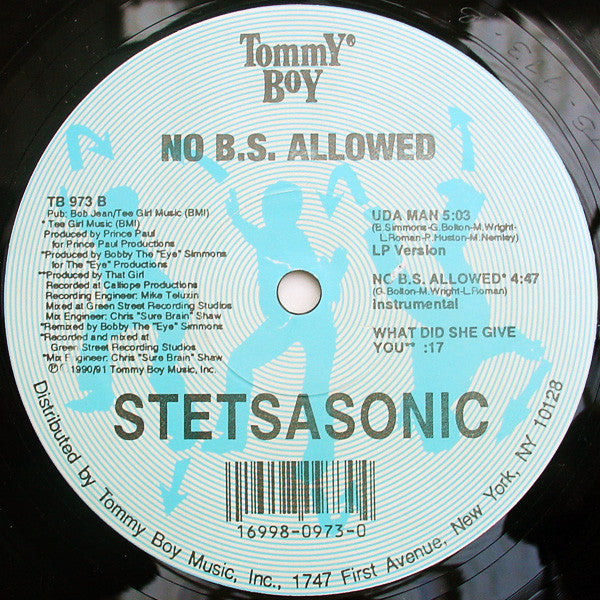 Tommy®
Boy
NO B.S. ALLOWED
TB 973 B
Pub: Bob Jean/Tee Girl Music (BMI)
* Tee Girl Music (BMI)
Produced by Prince Paul
for Prince Paul Productions
*Produced by Bobby The "Eye" Simmons
for The "Eye" Productions
**Produced by That Girl
Recorded at Calliope Productions
Recording Engineer: Mike Teluxin
Mixed at Green Street Recording Studios
Mix Engineer: Chris "Sure Brain" Shaw
*Remixed by Bobby The "Eye" Simmons
*Recorded and mixed at
Green Street Recording Studios
*Mix Engineer: Chris "Sure Brain" Shaw
℗© 1990/91 Tommy Boy Music, Inc.
UDA MAN 5:03
(B.Simmons-G.Bolton-M.Wright-
L.Roman-P.Huston-M.Nemley)
LP Version
NO B.S. ALLOWED* 4:47
(G.Bolton-M.Wright-L.Roman)
Instrumental
WHAT DID SHE GIVE
YOU** :17
STETSASONIC
16998-0973-0
Distributed by Tommy Boy Music, Inc., 1747 First Avenue, New York, NY 10128